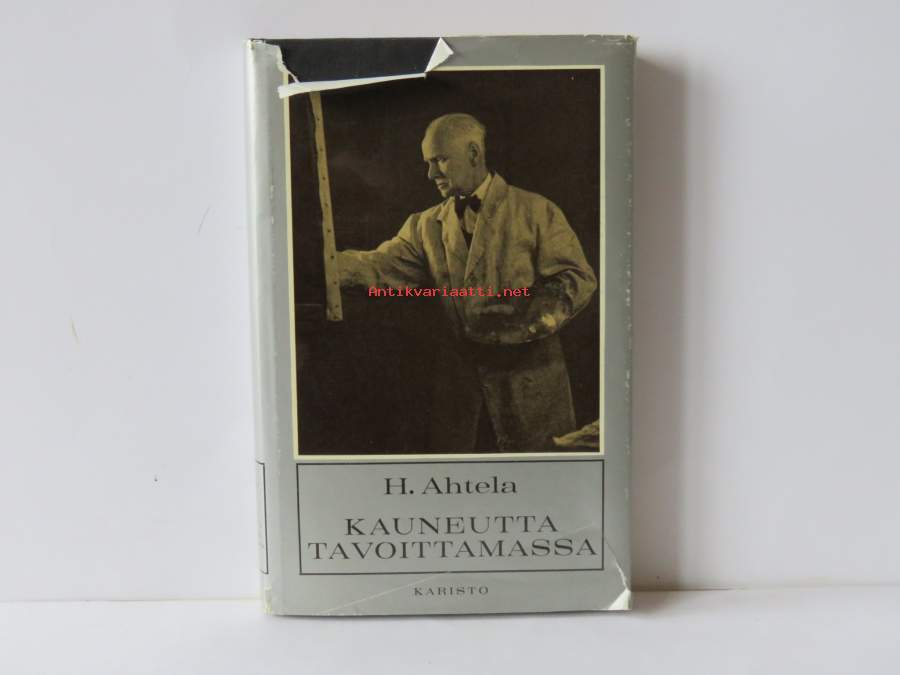 Antikvariaatti.net
H. Ahtela
KAUNEUTTA
TAVOITTAMASSA
KARISTO